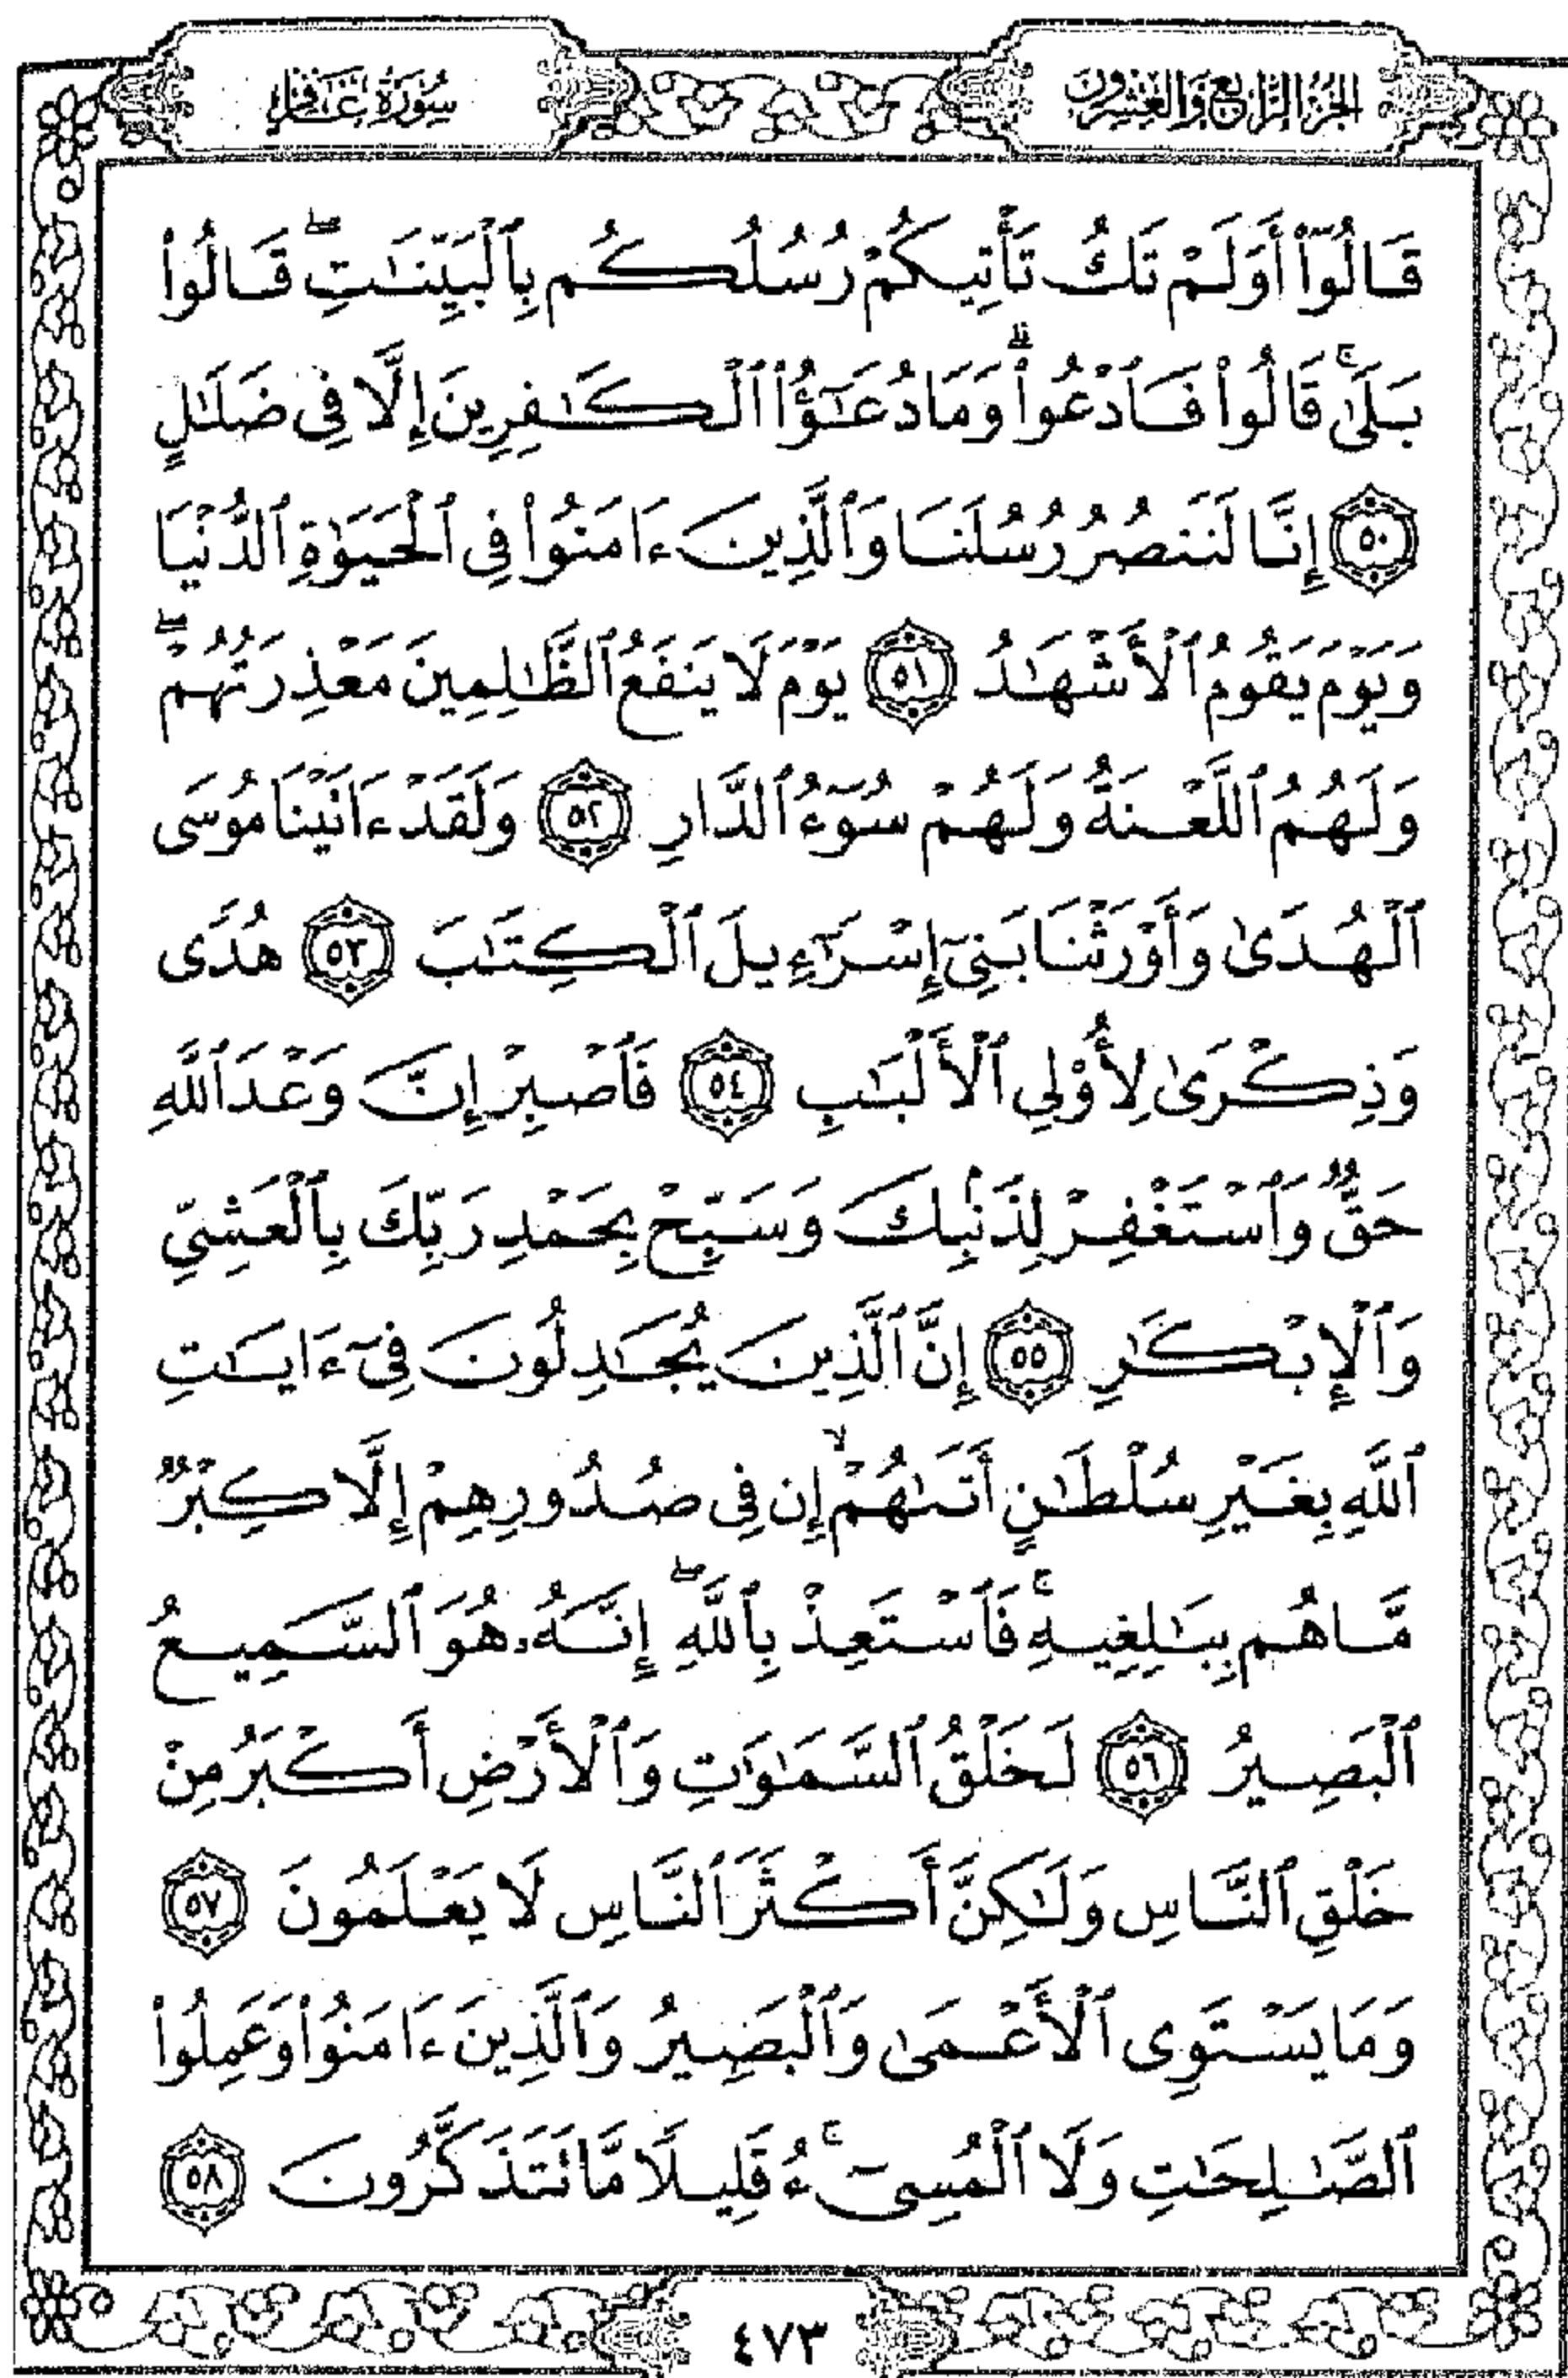 الجزء الرابع والعشرون
سورة غافر
قَالُوٓا۟ أَوَلَمْ تَكُ تَأْتِيكُمْ رُسُلُكُم بِٱلْبَيِّنَٰتِ ۖ قَالُوا۟
بَلَىٰ ۚ قَالُوا۟ فَٱدْعُوا۟ ۗ وَمَا دُعَٰٓؤُا۟ ٱلْكَٰفِرِينَ إِلَّا فِى ضَلَٰلٍ
٥٠ إِنَّا لَنَنصُرُ رُسُلَنَا وَٱلَّذِينَ ءَامَنُوا۟ فِى ٱلْحَيَوٰةِ ٱلدُّنْيَا
وَيَوْمَ يَقُومُ ٱلْأَشْهَٰدُ ٥١ يَوْمَ لَا يَنفَعُ ٱلظَّٰلِمِينَ مَعْذِرَتُهُمْ ۖ
وَلَهُمُ ٱللَّعْنَةُ وَلَهُمْ سُوٓءُ ٱلدَّارِ ٥٢ وَلَقَدْ ءَاتَيْنَا مُوسَى
ٱلْهُدَىٰ وَأَوْرَثْنَا بَنِىٓ إِسْرَٰٓءِيلَ ٱلْكِتَٰبَ ٥٣ هُدًى
وَذِكْرَىٰ لِأُو۟لِى ٱلْأَلْبَٰبِ ٥٤ فَٱصْبِرْ إِنَّ وَعْدَ ٱللَّهِ
حَقٌّ وَٱسْتَغْفِرْ لِذَنۢبِكَ وَسَبِّحْ بِحَمْدِ رَبِّكَ بِٱلْعَشِىِّ
وَٱلْإِبْكَٰرِ ٥٥ إِنَّ ٱلَّذِينَ يُجَٰدِلُونَ فِىٓ ءَايَٰتِ
ٱللَّهِ بِغَيْرِ سُلْطَٰنٍ أَتَىٰهُمْ ۙ إِن فِى صُدُورِهِمْ إِلَّا كِبْرٌ
مَّا هُم بِبَٰلِغِيهِ ۚ فَٱسْتَعِذْ بِٱللَّهِ ۖ إِنَّهُۥ هُوَ ٱلسَّمِيعُ
ٱلْبَصِيرُ ٥٦ لَخَلْقُ ٱلسَّمَٰوَٰتِ وَٱلْأَرْضِ أَكْبَرُ مِنْ
خَلْقِ ٱلنَّاسِ وَلَٰكِنَّ أَكْثَرَ ٱلنَّاسِ لَا يَعْلَمُونَ ٥٧
وَمَا يَسْتَوِى ٱلْأَعْمَىٰ وَٱلْبَصِيرُ وَٱلَّذِينَ ءَامَنُوا۟ وَعَمِلُوا۟
ٱلصَّٰلِحَٰتِ وَلَا ٱلْمُسِىٓءُ ۚ قَلِيلًا مَّا تَتَذَكَّرُونَ ٥٨
٤٧٣